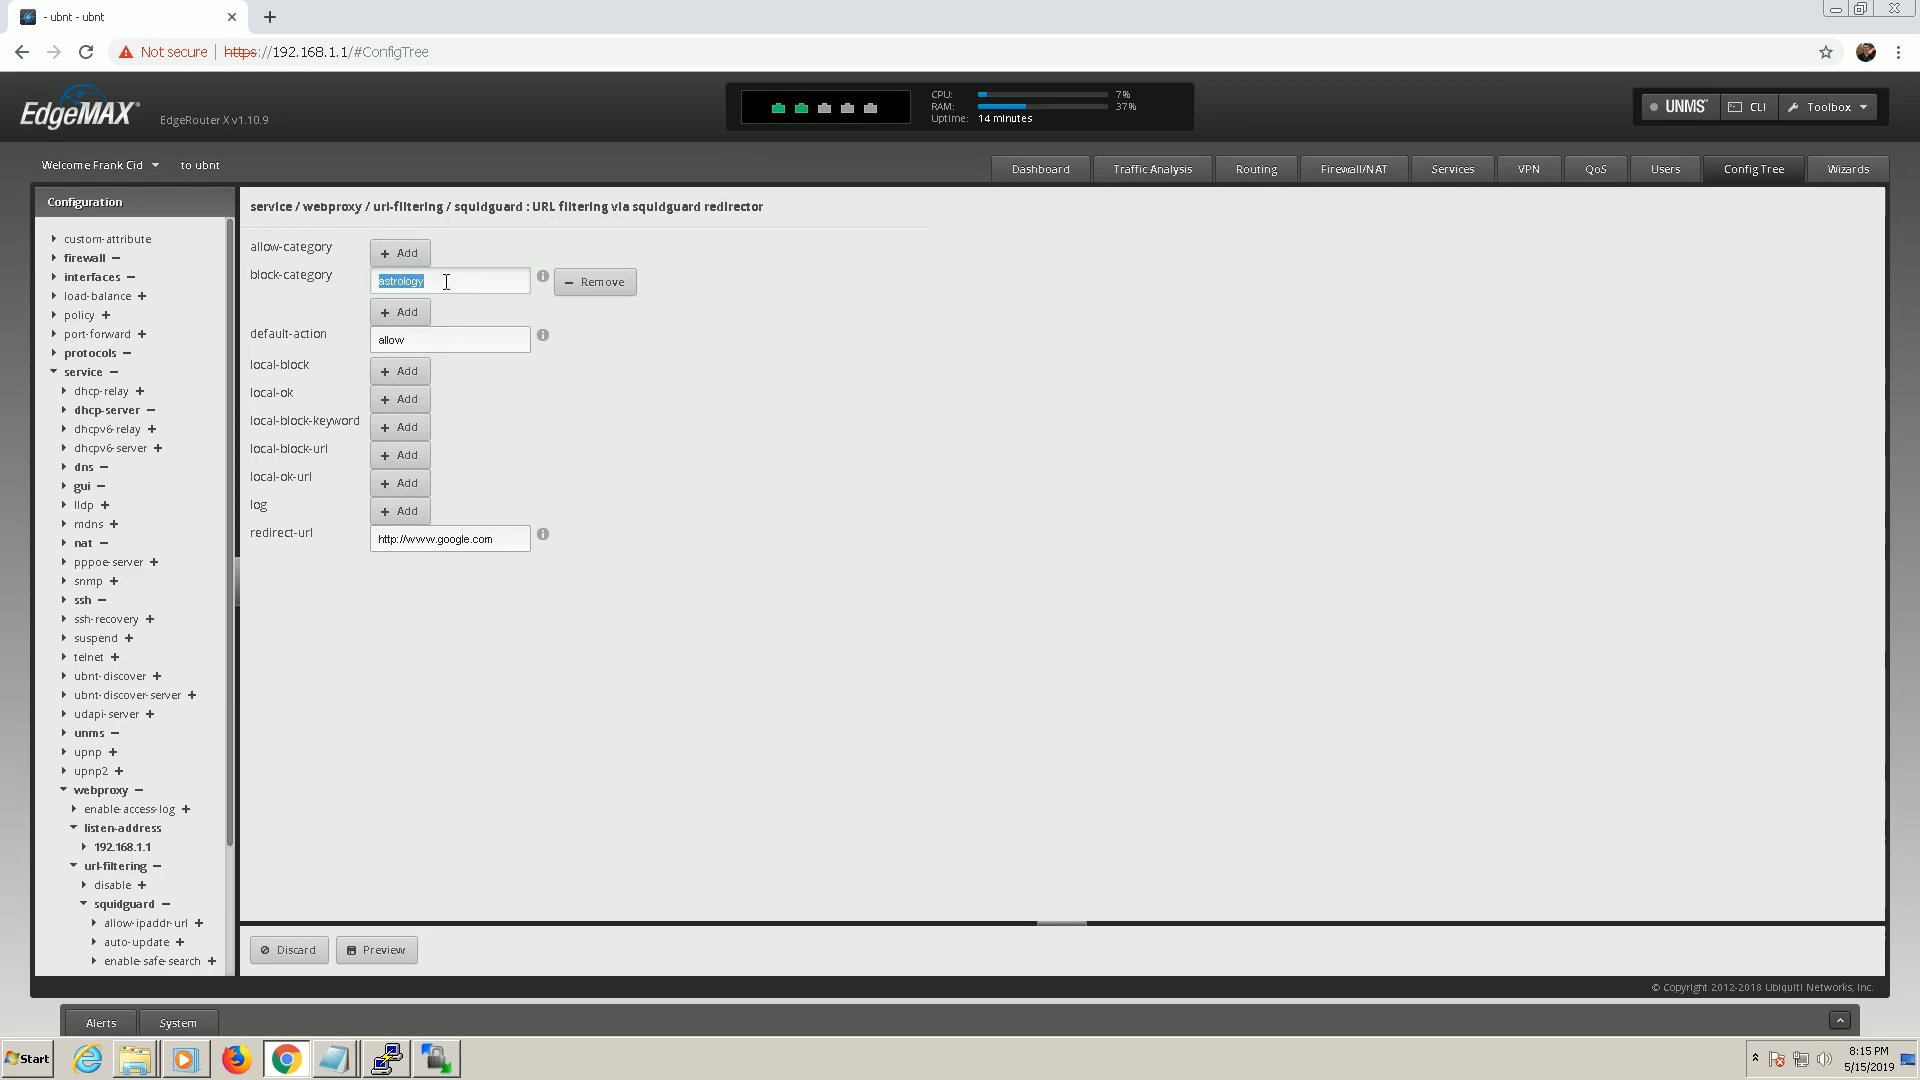 - ubnt - ubnt
Not secure
https://192.168.1.1/#ConfigTree
EdgeMAX
EdgeRouter X v1.10.9
CPU: 7%
RAM: 37%
Uptime: 14 minutes
UNMS
CLI
Toolbox
Welcome Frank Cid
to ubnt
Dashboard
Traffic Analysis
Routing
Firewall/NAT
Services
VPN
QoS
Users
Config Tree
Wizards
Configuration
custom-attribute
firewall
interfaces
load-balance
policy
port-forward
protocols
service
dhcp-relay
dhcp-server
dhcpv6-relay
dhcpv6-server
dns
gui
lldp
mdns
nat
pppoe-server
snmp
ssh
ssh-recovery
suspend
telnet
ubnt-discover
ubnt-discover-server
udapi-server
unms
upnp
upnp2
webproxy
enable-access-log
listen-address
192.168.1.1
url-filtering
disable
squidguard
allow-ipaddr-url
auto-update
enable-safe-search
service / webproxy / url-filtering / squidguard : URL filtering via squidguard redirector
allow-category
+ Add
block-category
astrology
− Remove
+ Add
default-action
allow
local-block
+ Add
local-ok
+ Add
local-block-keyword
+ Add
local-block-url
+ Add
local-ok-url
+ Add
log
+ Add
redirect-url
http://www.google.com
Discard
Preview
© Copyright 2012-2018 Ubiquiti Networks, Inc.
Alerts
System
Start
8:15 PM
5/15/2019